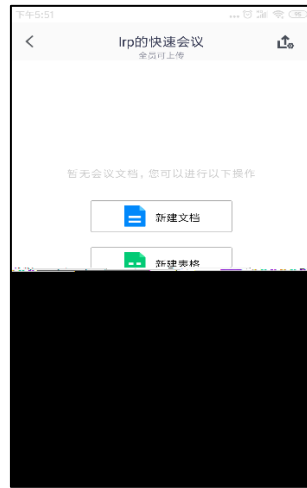 下午5:51
lrp的快速会议
全员可上传
暂无会议文档，您可以进行以下操作
新建文档
新建表格